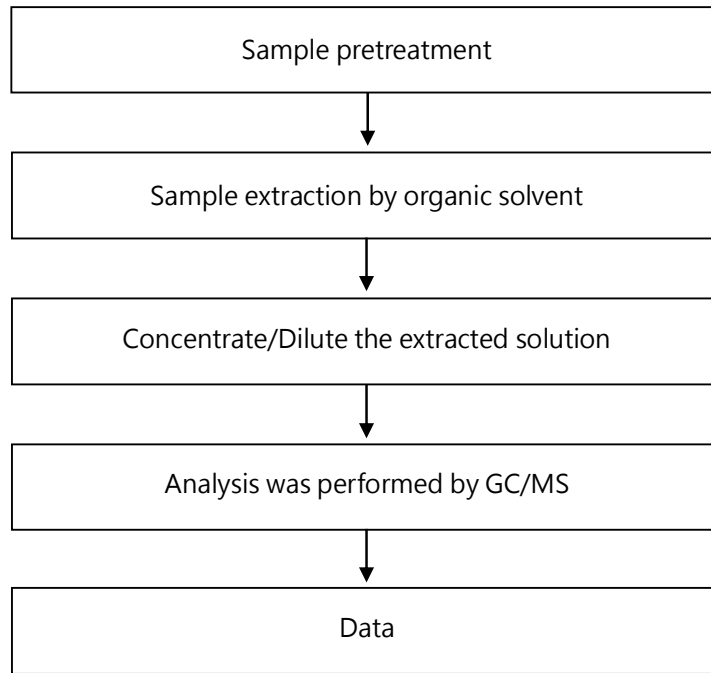 Sample pretreatment
Sample extraction by organic solvent
Concentrate/Dilute the extracted solution
Analysis was performed by GC/MS
Data